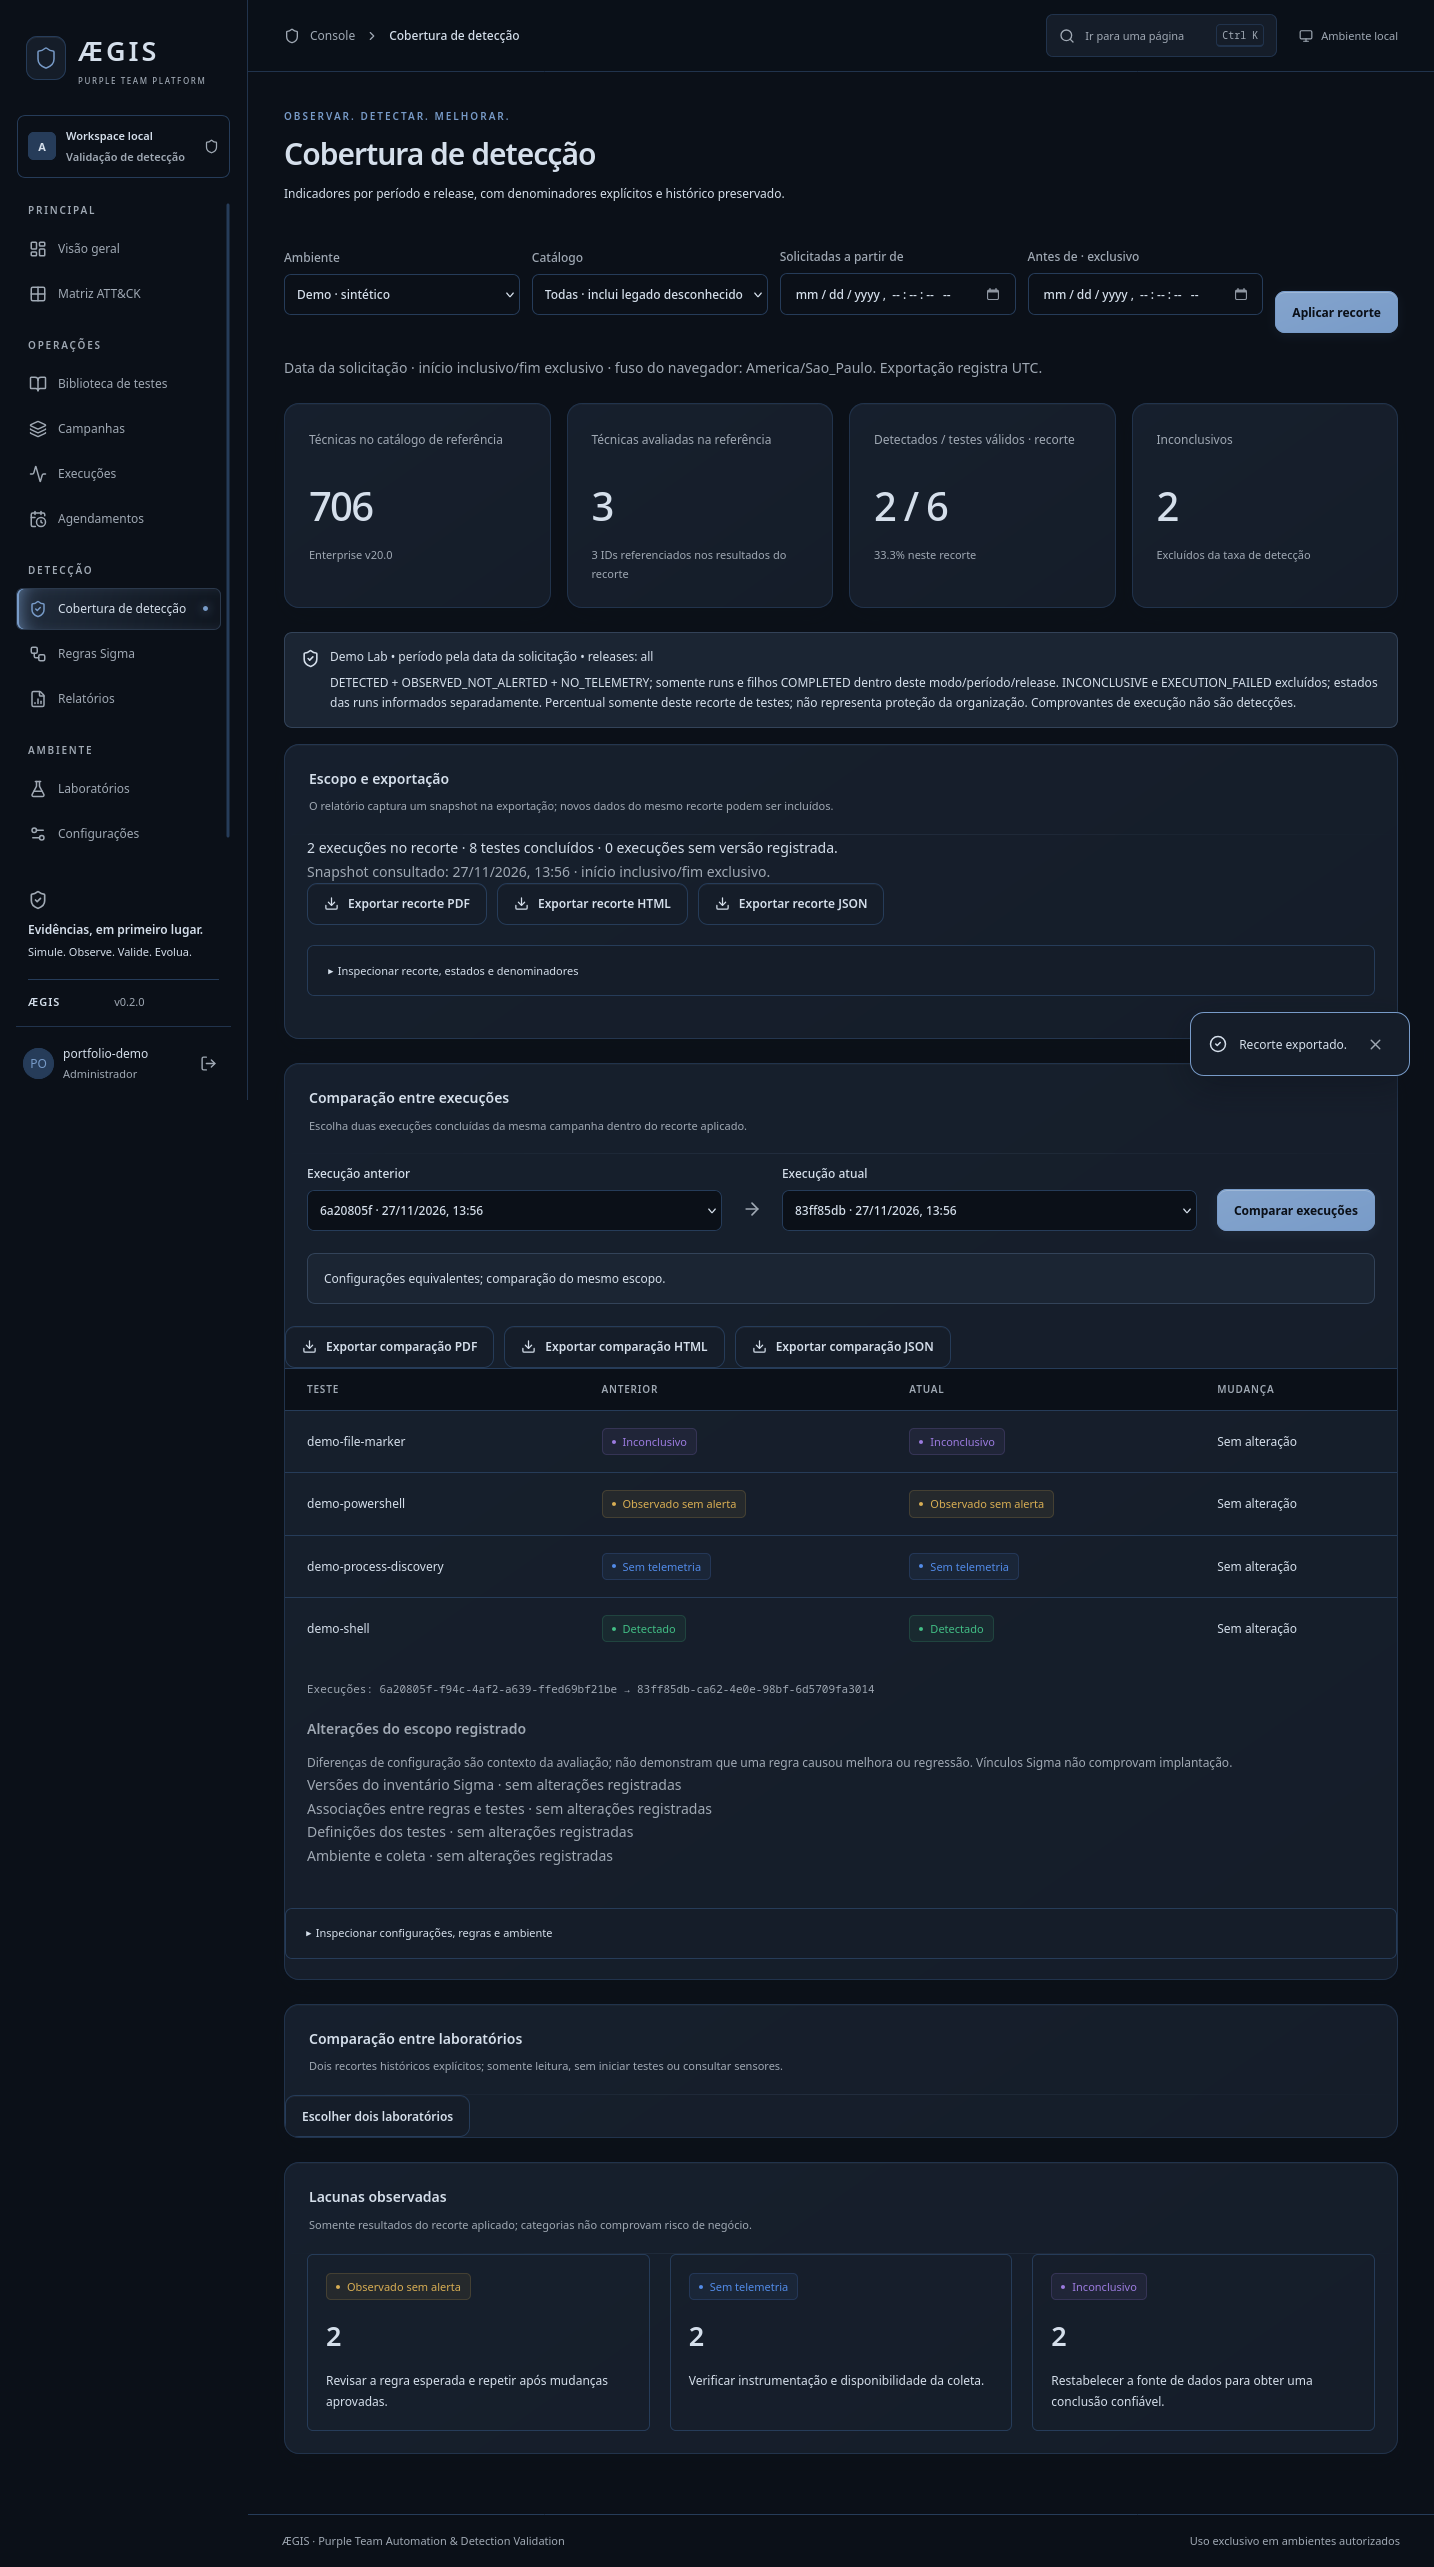 ÆGIS
PURPLE TEAM PLATFORM
A
Workspace local
Validação de detecção
PRINCIPAL
Visão geral
Matriz ATT&CK
OPERAÇÕES
Biblioteca de testes
Campanhas
Execuções
Agendamentos
DETECÇÃO
Cobertura de detecção
Regras Sigma
Relatórios
AMBIENTE
Laboratórios
Configurações
Evidências, em primeiro lugar.
Simule. Observe. Valide. Evolua.
ÆGIS v0.2.0
PO
portfolio-demo
Administrador
Console > Cobertura de detecção
Ir para uma página Ctrl K
Ambiente local
OBSERVAR. DETECTAR. MELHORAR.
Cobertura de detecção
Indicadores por período e release, com denominadores explícitos e histórico preservado.
Ambiente
Demo · sintético
Catálogo
Todas · inclui legado desconhecido
Solicitadas a partir de
mm / dd / yyyy , -- : -- : -- --
Antes de · exclusivo
mm / dd / yyyy , -- : -- : -- --
Aplicar recorte
Data da solicitação · início inclusivo/fim exclusivo · fuso do navegador: America/Sao_Paulo. Exportação registra UTC.
Técnicas no catálogo de referência
706
Enterprise v20.0
Técnicas avaliadas na referência
3
3 IDs referenciados nos resultados do
recorte
Detectados / testes válidos · recorte
2 / 6
33.3% neste recorte
Inconclusivos
2
Excluídos da taxa de detecção
Demo Lab • período pela data da solicitação • releases: all
DETECTED + OBSERVED_NOT_ALERTED + NO_TELEMETRY; somente runs e filhos COMPLETED dentro deste modo/período/release. INCONCLUSIVE e EXECUTION_FAILED excluídos; estados
das runs informados separadamente. Percentual somente deste recorte de testes; não representa proteção da organização. Comprovantes de execução não são detecções.
Escopo e exportação
O relatório captura um snapshot na exportação; novos dados do mesmo recorte podem ser incluídos.
2 execuções no recorte · 8 testes concluídos · 0 execuções sem versão registrada.
Snapshot consultado: 27/11/2026, 13:56 · início inclusivo/fim exclusivo.
Exportar recorte PDF
Exportar recorte HTML
Exportar recorte JSON
▸ Inspecionar recorte, estados e denominadores
Recorte exportado.
Comparação entre execuções
Escolha duas execuções concluídas da mesma campanha dentro do recorte aplicado.
Execução anterior
6a20805f · 27/11/2026, 13:56
Execução atual
83ff85db · 27/11/2026, 13:56
Comparar execuções
Configurações equivalentes; comparação do mesmo escopo.
Exportar comparação PDF
Exportar comparação HTML
Exportar comparação JSON
TESTE ANTERIOR ATUAL MUDANÇA
demo-file-marker Inconclusivo Inconclusivo Sem alteração
demo-powershell Observado sem alerta Observado sem alerta Sem alteração
demo-process-discovery Sem telemetria Sem telemetria Sem alteração
demo-shell Detectado Detectado Sem alteração
Execuções: 6a20805f-f94c-4af2-a639-ffed69bf21be → 83ff85db-ca62-4e0e-98bf-6d5709fa3014
Alterações do escopo registrado
Diferenças de configuração são contexto da avaliação; não demonstram que uma regra causou melhora ou regressão. Vínculos Sigma não comprovam implantação.
Versões do inventário Sigma · sem alterações registradas
Associações entre regras e testes · sem alterações registradas
Definições dos testes · sem alterações registradas
Ambiente e coleta · sem alterações registradas
▸ Inspecionar configurações, regras e ambiente
Comparação entre laboratórios
Dois recortes históricos explícitos; somente leitura, sem iniciar testes ou consultar sensores.
Escolher dois laboratórios
Lacunas observadas
Somente resultados do recorte aplicado; categorias não comprovam risco de negócio.
Observado sem alerta
2
Revisar a regra esperada e repetir após mudanças
aprovadas.
Sem telemetria
2
Verificar instrumentação e disponibilidade da coleta.
Inconclusivo
2
Restabelecer a fonte de dados para obter uma
conclusão confiável.
ÆGIS · Purple Team Automation & Detection Validation
Uso exclusivo em ambientes autorizados